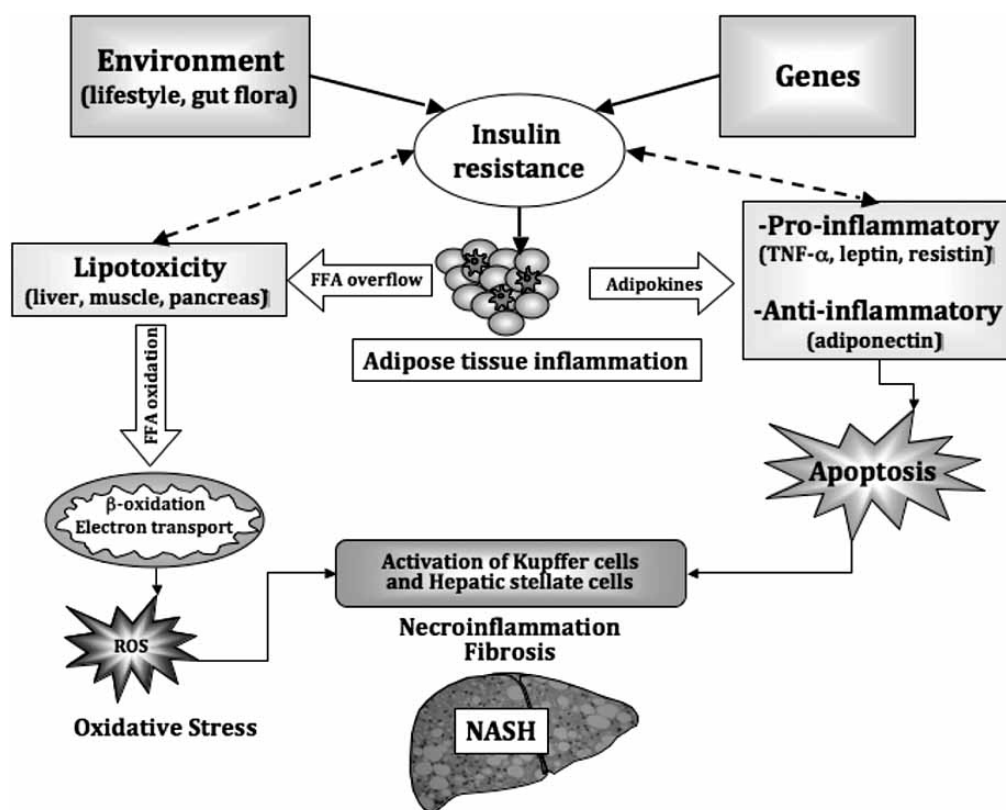 Environment
(lifestyle, gut flora)
Genes
Insulin
resistance
Lipotoxicity
(liver, muscle, pancreas)
FFA overflow
Adipokines
-Pro-inflammatory
(TNF-α, leptin, resistin)
-Anti-inflammatory
(adiponectin)
Adipose tissue inflammation
FFA oxidation
Apoptosis
β-oxidation
Electron transport
Activation of Kupffer cells
and Hepatic stellate cells
ROS
Necroinflammation
Fibrosis
Oxidative Stress
NASH